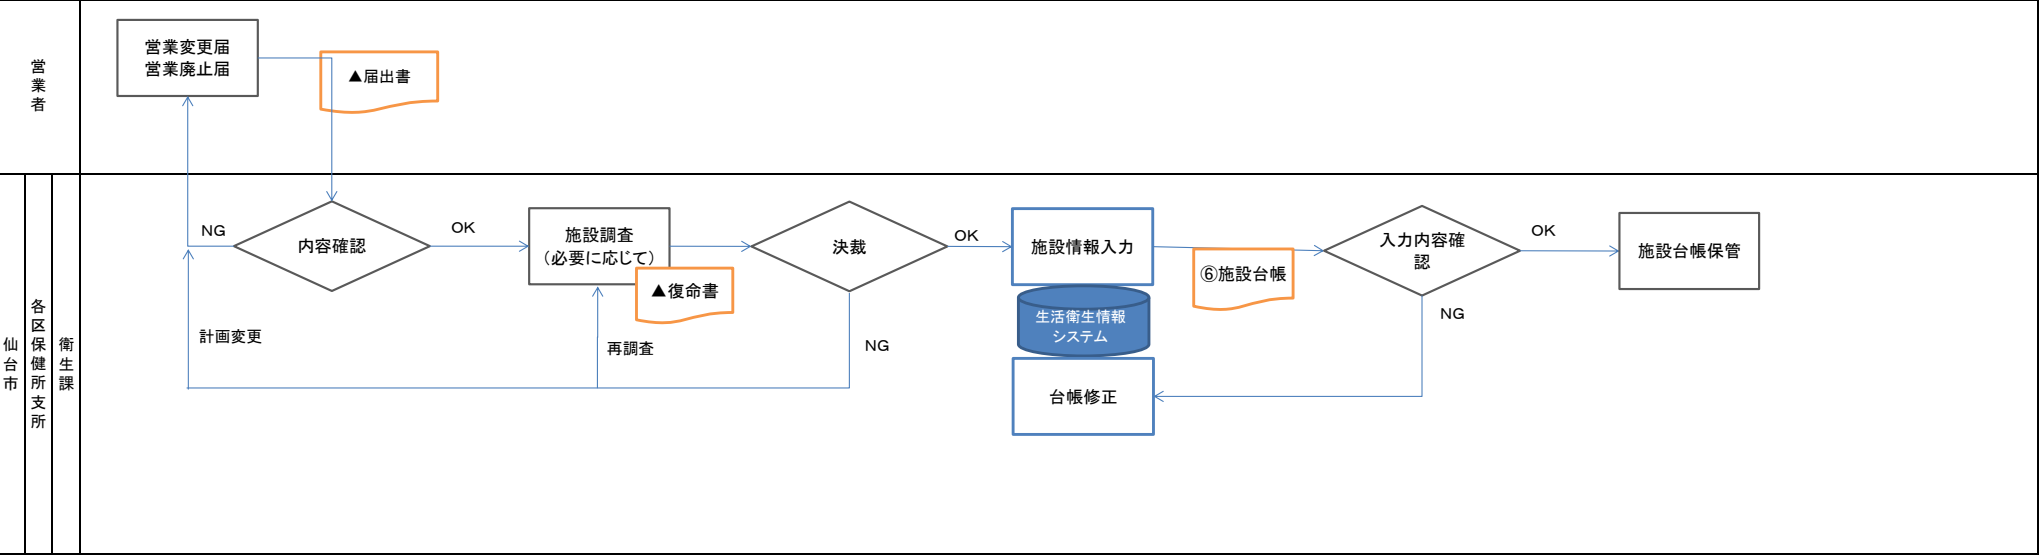 営業者
営業変更届
営業廃止届
▲届出書
仙台市
各区保健所支所
衛生課
NG
内容確認
OK
施設調査
（必要に応じて）
▲復命書
決裁
OK
施設情報入力
⑥施設台帳
入力内容確
認
OK
施設台帳保管
生活衛生情報
システム
NG
計画変更
再調査
NG
台帳修正